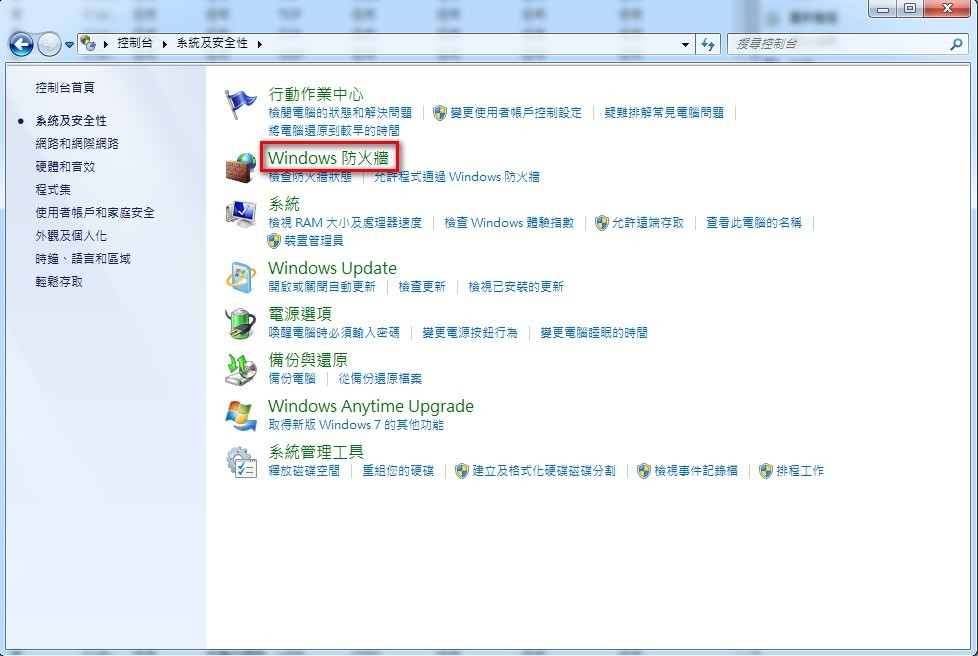 控制台 系統及安全性 搜尋控制台
控制台首頁
系統及安全性
網路和網際網路
硬體和音效
程式集
使用者帳戶和家庭安全
外觀及個人化
時鐘、語言和區域
輕鬆存取
行動作業中心
檢閱電腦的狀態和解決問題 變更使用者帳戶控制設定 疑難排解常見電腦問題
將電腦還原到較早的時間
Windows 防火牆
檢查防火牆狀態 允許程式通過 Windows 防火牆
系統
檢視 RAM 大小及處理器速度 檢查 Windows 體驗指數 允許遠端存取 查看此電腦的名稱
裝置管理員
Windows Update
開啟或關閉自動更新 檢查更新 檢視已安裝的更新
電源選項
喚醒電腦時必須輸入密碼 變更電源按鈕行為 變更電腦睡眠的時間
備份與還原
備份電腦 從備份還原檔案
Windows Anytime Upgrade
取得新版 Windows 7 的其他功能
系統管理工具
釋放磁碟空間 重組您的硬碟 建立及格式化硬碟磁碟分割 檢視事件記錄檔 排程工作